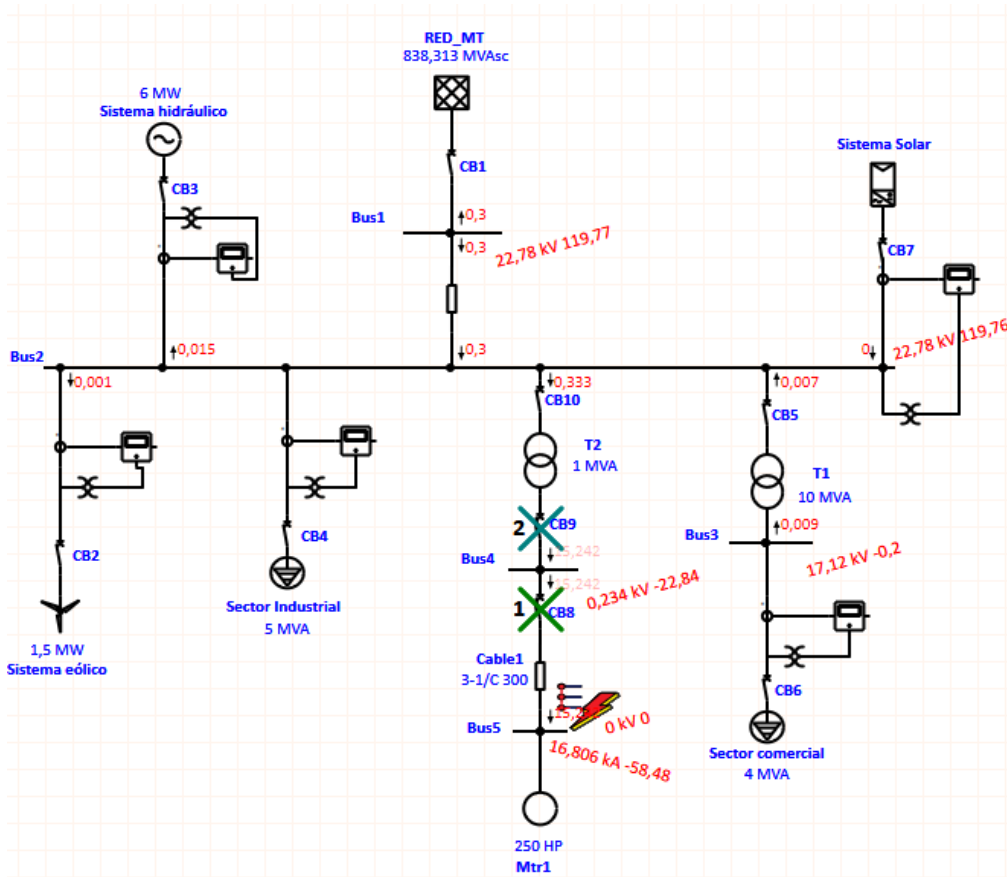 RED_MT
838,313 MVAsc
6 MW
Sistema hidráulico
CB3
CB1
Sistema Solar
CB7
Bus1
0,3
0,3
22,78 kV 119,77
Bus2
0,001
0,015
0,3
0,333
0,007
0
22,78 kV 119,76
CB10
CB5
T2
1 MVA
T1
10 MVA
2
CB9
15,242
Bus3
0,009
17,12 kV -0,2
CB2
CB4
Bus4
15,242
0,234 kV -22,84
1
CB8
Sector Industrial
5 MVA
1,5 MW
Sistema eólico
Cable1
3-1/C 300
CB6
Bus5
0 kV 0
16,806 kA -58,48
Sector comercial
4 MVA
250 HP
Mtr1